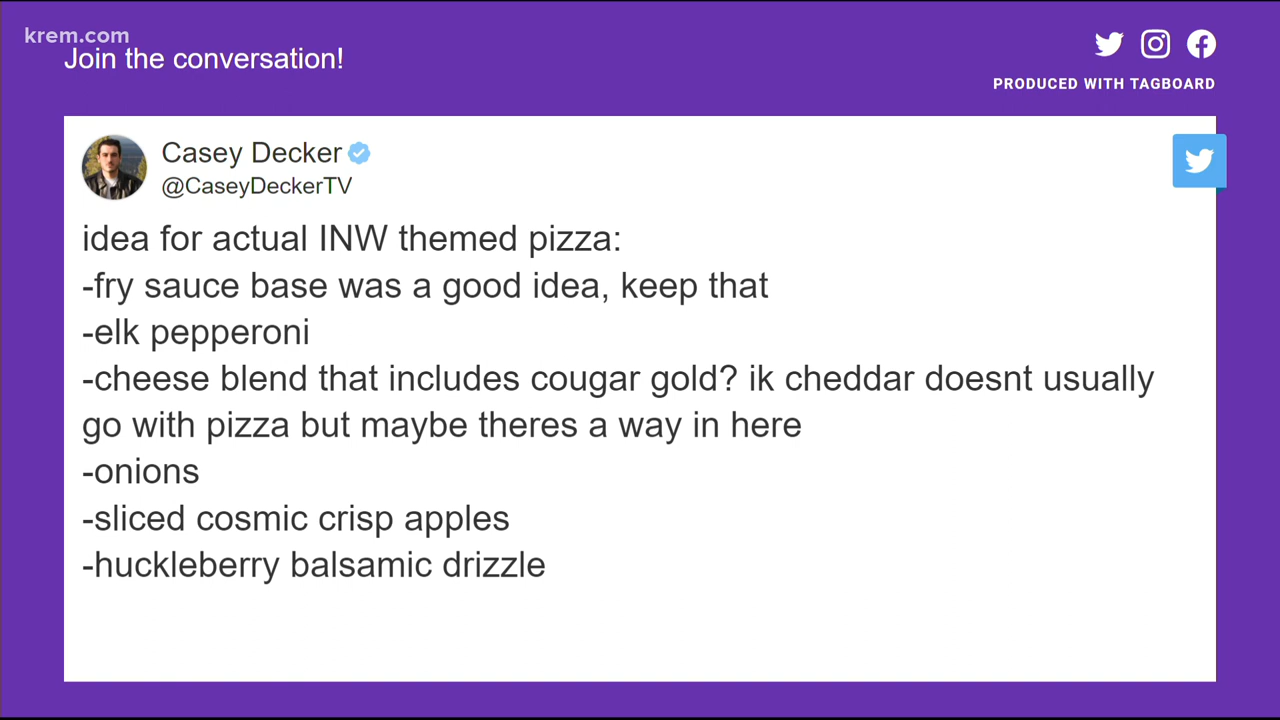 krem.com
Join the conversation!
PRODUCED WITH TAGBOARD
Casey Decker
@CaseyDeckerTV
idea for actual INW themed pizza:
-fry sauce base was a good idea, keep that
-elk pepperoni
-cheese blend that includes cougar gold? ik cheddar doesnt usually
go with pizza but maybe theres a way in here
-onions
-sliced cosmic crisp apples
-huckleberry balsamic drizzle